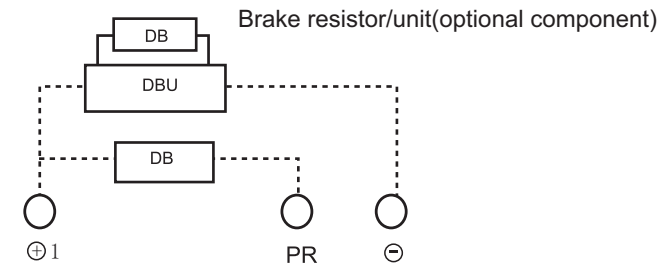 Brake resistor/unit(optional component)
DB
DBU
DB
⊕1
PR
⊖